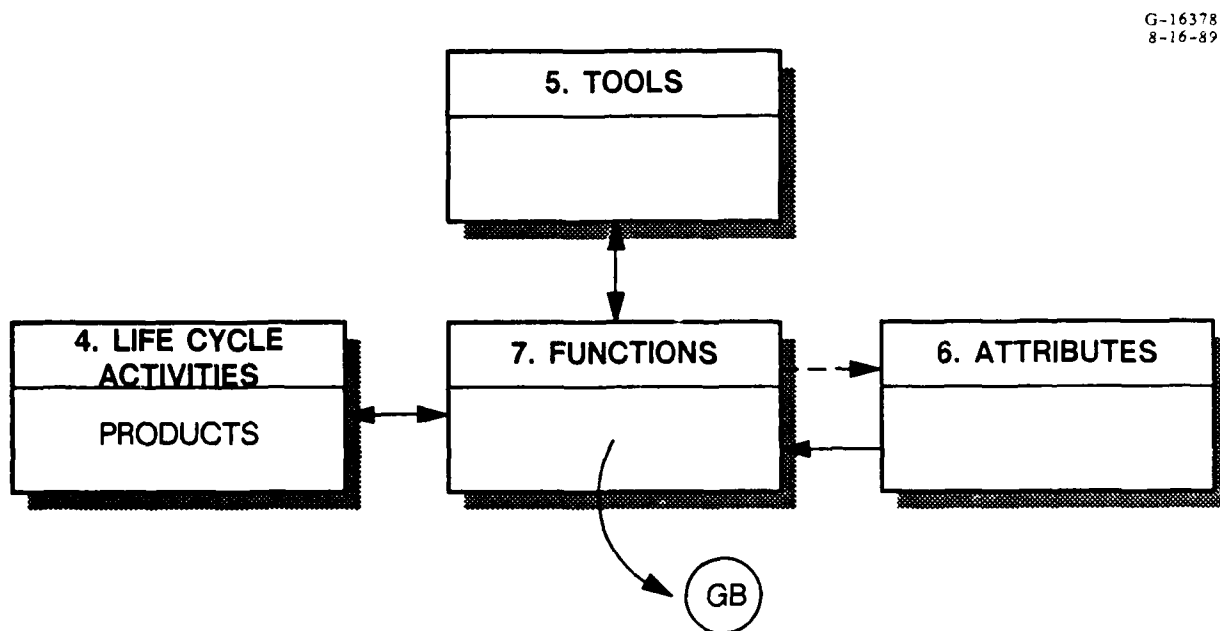 G-16378
8-16-89
5. TOOLS
4. LIFE CYCLE
ACTIVITIES
PRODUCTS
7. FUNCTIONS
6. ATTRIBUTES
GB